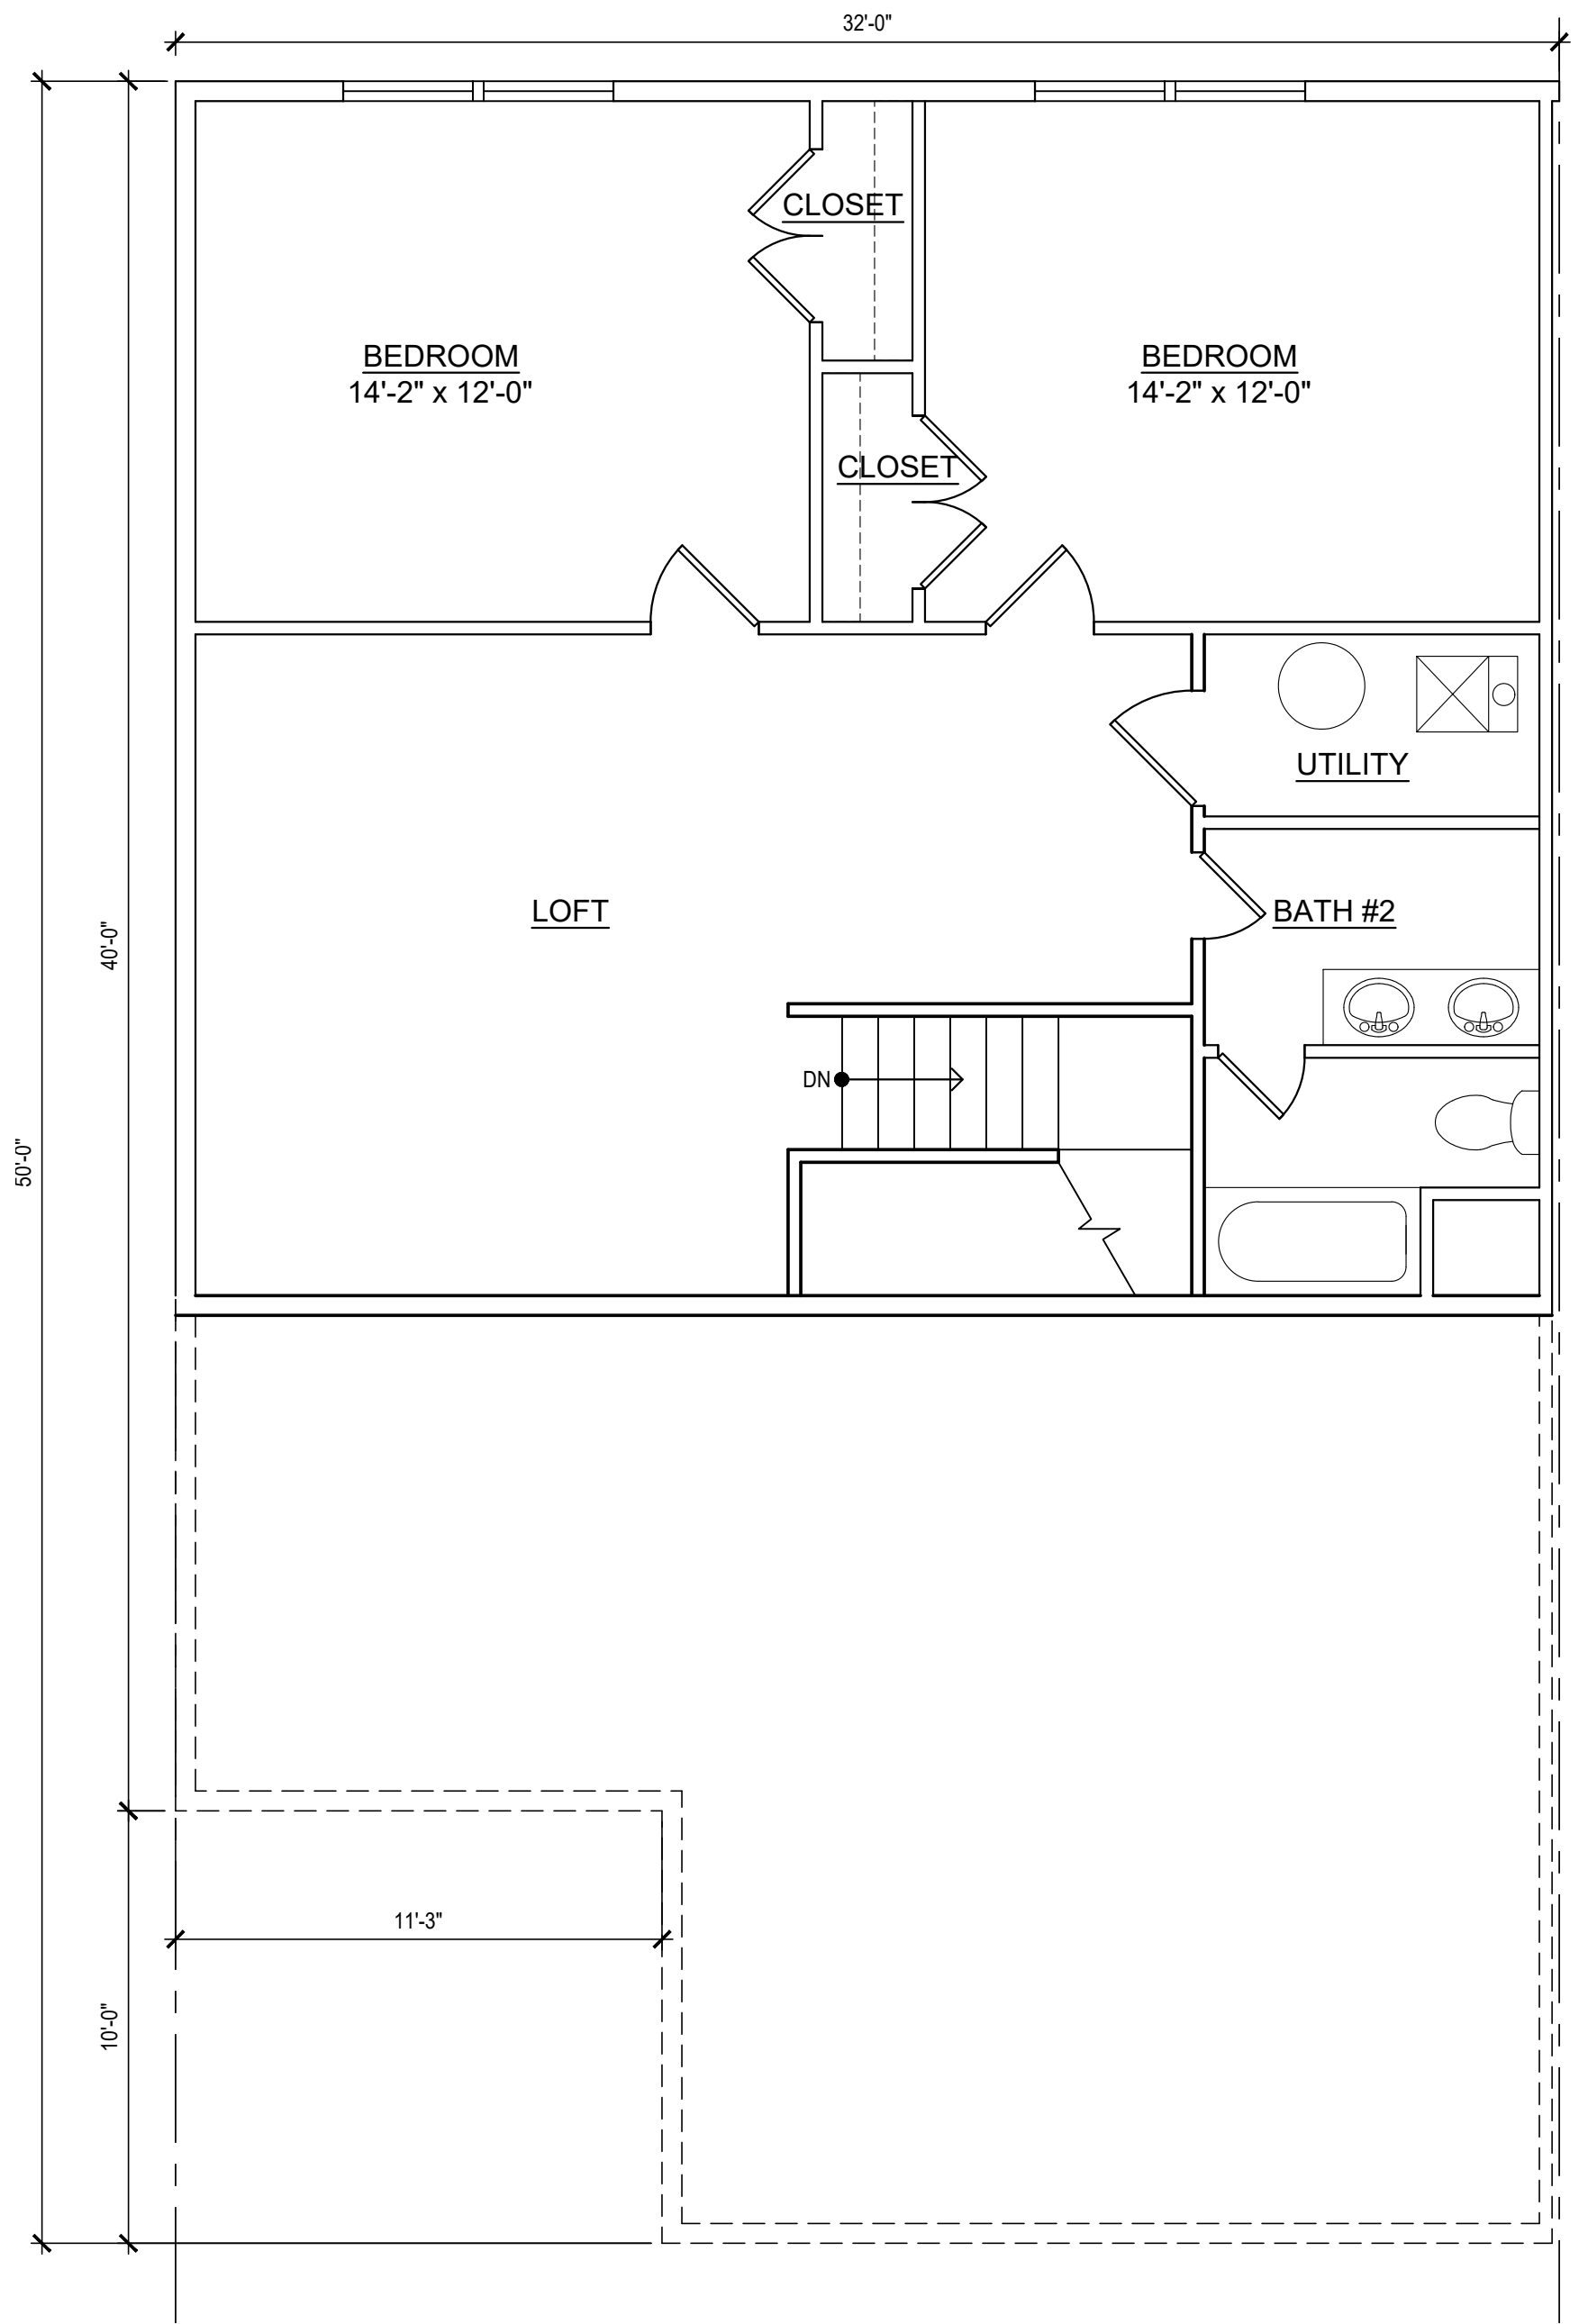 32'-0"
CLOSET
BEDROOM
14'-2" x 12'-0"
BEDROOM
14'-2" x 12'-0"
CLOSET
UTILITY
LOFT
BATH #2
40'-0"
DN
50'-0"
11'-3"
10'-0"